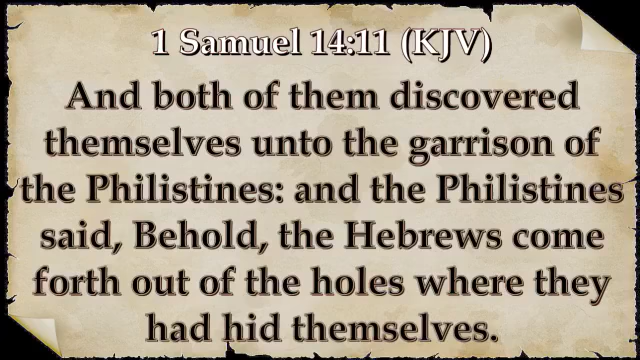 1 Samuel 14:11 (KJV)
And both of them discovered
themselves unto the garrison of
the Philistines: and the Philistines
said, Behold, the Hebrews come
forth out of the holes where they
had hid themselves.